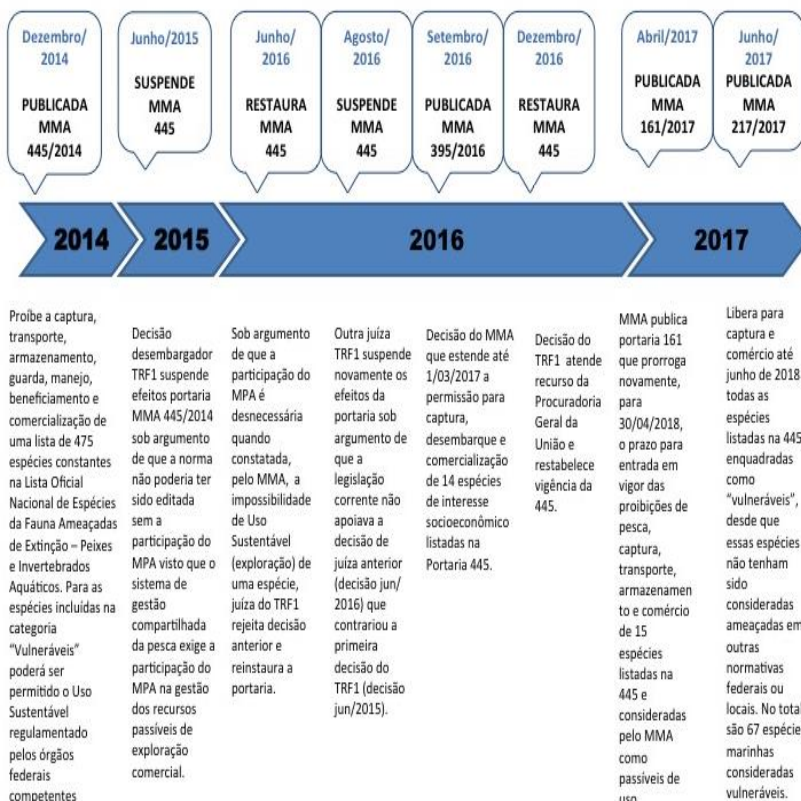 Dezembro/
2014
PUBLICADA
MMA
445/2014
Junho/2015
SUSPENDE
MMA
445
Junho/
2016
RESTAURA
MMA
445
Agosto/
2016
SUSPENDE
MMA
445
Setembro/
2016
PUBLICADA
MMA
395/2016
Dezembro/
2016
RESTAURA
MMA
445
Abril/2017
PUBLICADA
MMA
161/2017
Junho/
2017
PUBLICADA
MMA
217/2017
2014
2015
2016
2017
Proíbe a captura,
transporte,
armazenamento,
guarda, manejo,
beneficiamento e
comercialização de
uma lista de 475
espécies constantes
na Lista Oficial
Nacional de Espécies
da Fauna Ameaçadas
de Extinção – Peixes
e Invertebrados
Aquáticos. Para as
espécies incluídas na
categoria
“Vulneráveis”
poderá ser
permitido o Uso
Sustentável
regulamentado
pelos órgãos
federais
competentes
Decisão
desembargador
TRF1 suspende
efeitos portaria
MMA 445/2014
sob argumento
de que a norma
não poderia ter
sido editada
sem a
participação do
MPA visto que o
sistema de
gestão
compartilhada
da pesca exige a
participação do
MPA na gestão
dos recursos
passíveis de
exploração
comercial.
Sob argumento
de que a
participação do
MPA é
desnecessária
quando
constatada,
pelo MMA, a
impossibilidade
de Uso
Sustentável
(exploração) de
uma espécie,
juíza do TRF1
rejeita decisão
anterior e
reinstaura a
portaria.
Outra juíza
TRF1 suspende
novamente os
efeitos da
portaria sob
argumento de
que a
legislação
corrente não
apoiava a
decisão de
juíza anterior
(decisão jun/
2016) que
contrariou a
primeira
decisão do
TRF1 (decisão
jun/2015).
Decisão do MMA
que estende até
1/03/2017 a
permissão para
captura,
desembarque e
comercialização
de 14 espécies
de interesse
socioeconômico
listadas na
Portaria 445.
Decisão do
TRF1 atende
recurso da
Procuradoria
Geral da
União e
restabelece
vigência da
445.
MMA publica
portaria 161
que prorroga
novamente,
para
30/04/2018,
o prazo para
entrada em
vigor das
proibições de
pesca,
captura,
transporte,
armazenamen
to e comércio
de 15
espécies
listadas na
445 e
consideradas
pelo MMA
como
passíveis de
uso
Libera para
captura e
comércio até
junho de 2018
todas as
espécies
listadas na 445
enquadradas
como
“vulneráveis”,
desde que
essas espécies
não tenham
sido
consideradas
ameaçadas em
outras
normativas
federais ou
locais. No total
são 67 espécie
marinhas
consideradas
vulneráveis.